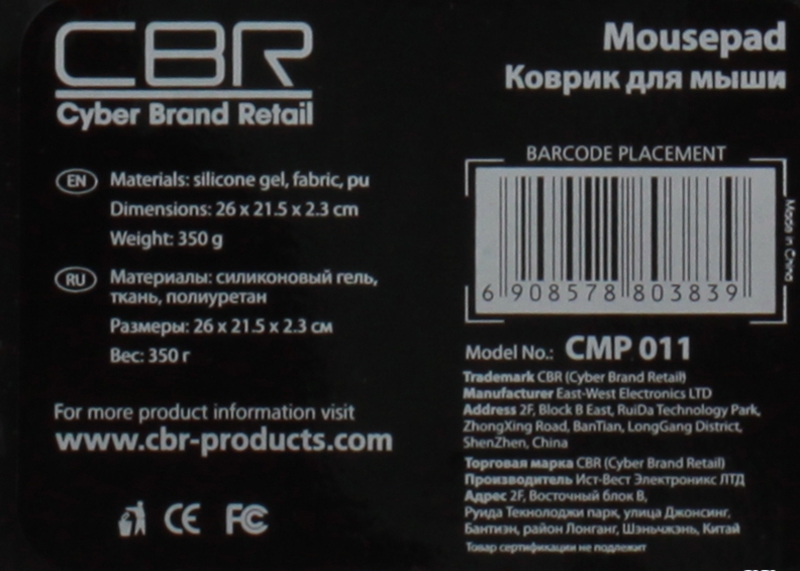 CBR
Cyber Brand Retail
Mousepad
Коврик для мыши
EN Materials: silicone gel, fabric, pu
Dimensions: 26 x 21.5 x 2.3 cm
Weight: 350 g
RU Материалы: силиконовый гель,
ткань, полиуретан
Размеры: 26 x 21.5 x 2.3 см
Вес: 350 г
For more product information visit
www.cbr-products.com
CE FC
BARCODE PLACEMENT
6 908578 803839
Made in China
Model No.: CMP 011
Trademark CBR (Cyber Brand Retail)
Manufacturer East-West Electronics LTD
Address 2F, Block B East, RuiDa Technology Park,
ZhongXing Road, BanTian, LongGang District,
ShenZhen, China
Торговая марка CBR (Cyber Brand Retail)
Производитель Ист-Вест Электроникс ЛТД
Адрес 2F, Восточный блок В,
Руида Текноложди парк, улица Джонсинг,
Бантиэн, район Лонганг, Шэньчжэнь, Китай
Товар сертификации не подлежит